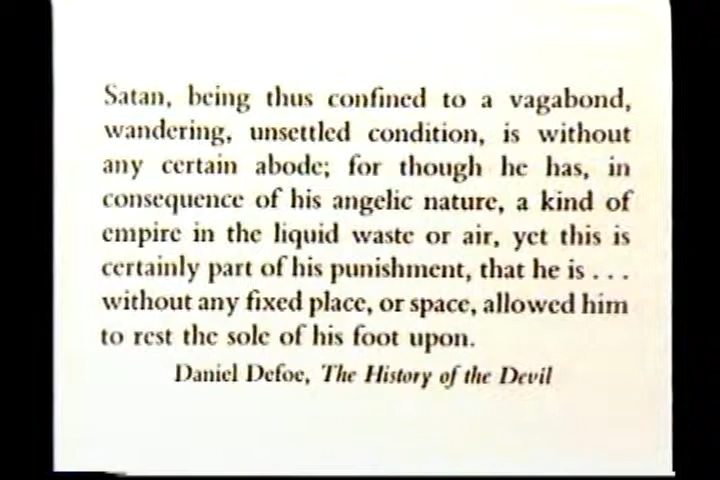 Satan, being thus confined to a vagabond,
wandering, unsettled condition, is without
any certain abode; for though he has, in
consequence of his angelic nature, a kind of
empire in the liquid waste or air, yet this is
certainly part of his punishment, that he is . . .
without any fixed place, or space, allowed him
to rest the sole of his foot upon.
Daniel Defoe, The History of the Devil